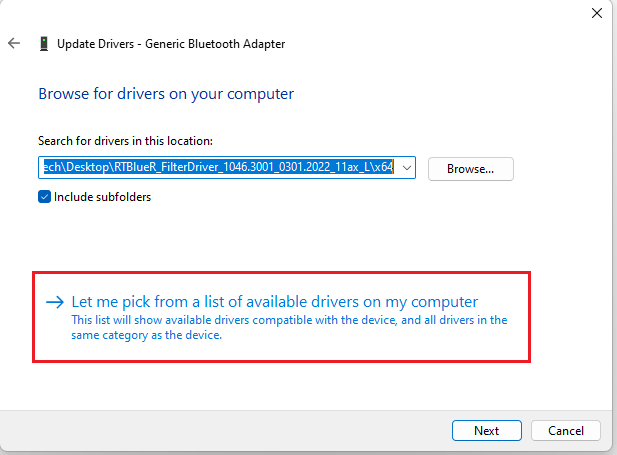 Update Drivers - Generic Bluetooth Adapter
Browse for drivers on your computer
Search for drivers in this location:
ech\Desktop\RTBlueR_FilterDriver_1046.3001_0301.2022_11ax_L\x64
Browse...
Include subfolders
Let me pick from a list of available drivers on my computer
This list will show available drivers compatible with the device, and all drivers in the
same category as the device.
Next
Cancel